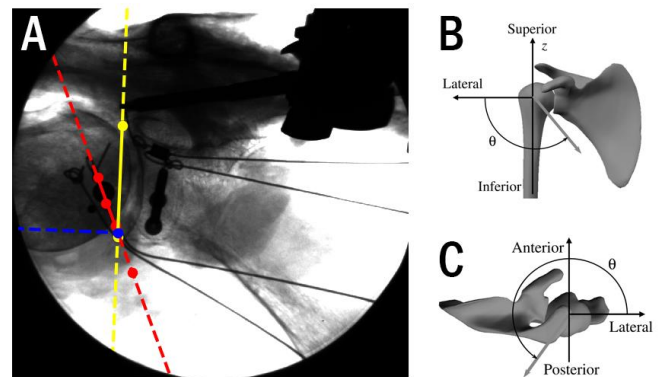 A
B
Superior
z
Lateral
θ
Inferior
C
Anterior
θ
Lateral
Posterior